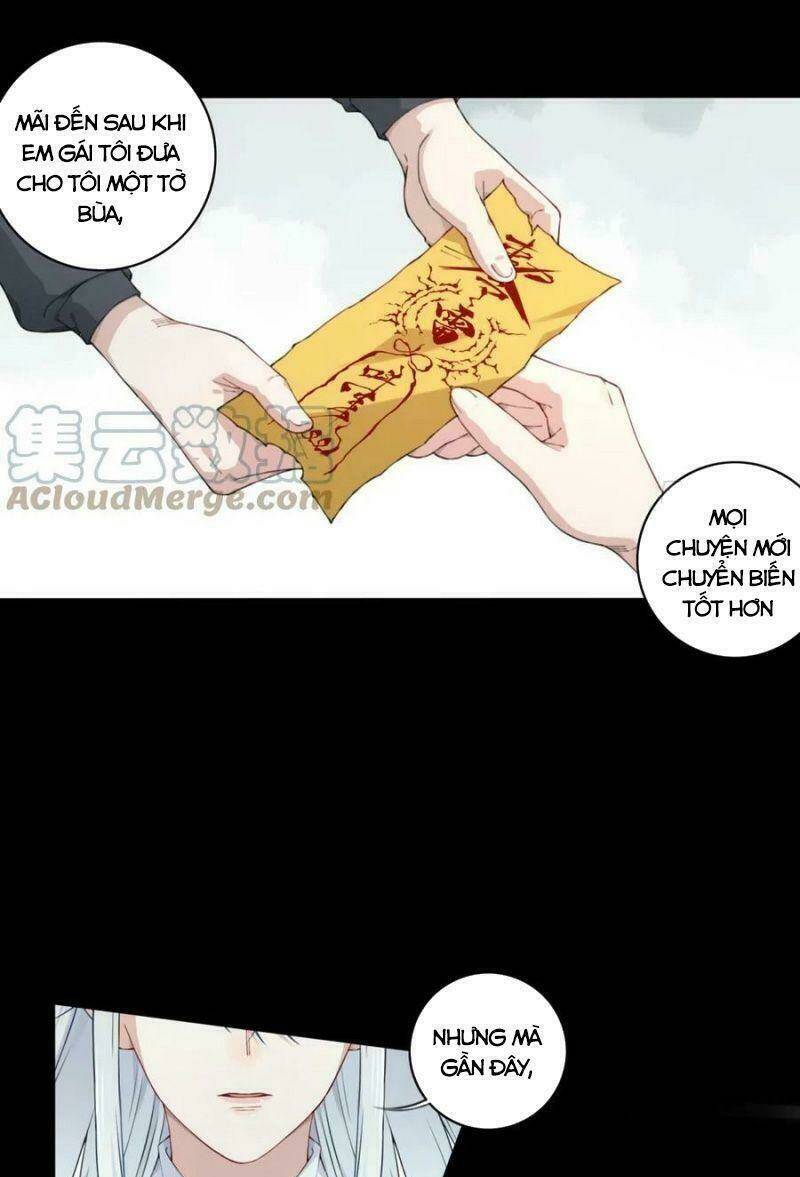 MÃI ĐẾN SAU KHI
EM GÁI TÔI ĐƯA
CHO TÔI MỘT TỜ
BÙA,
集云数据
ACloudMerge.com
MỌI
CHUYỆN MỚI
CHUYỂN BIẾN
TỐT HƠN
NHƯNG MÀ
GẦN ĐÂY,